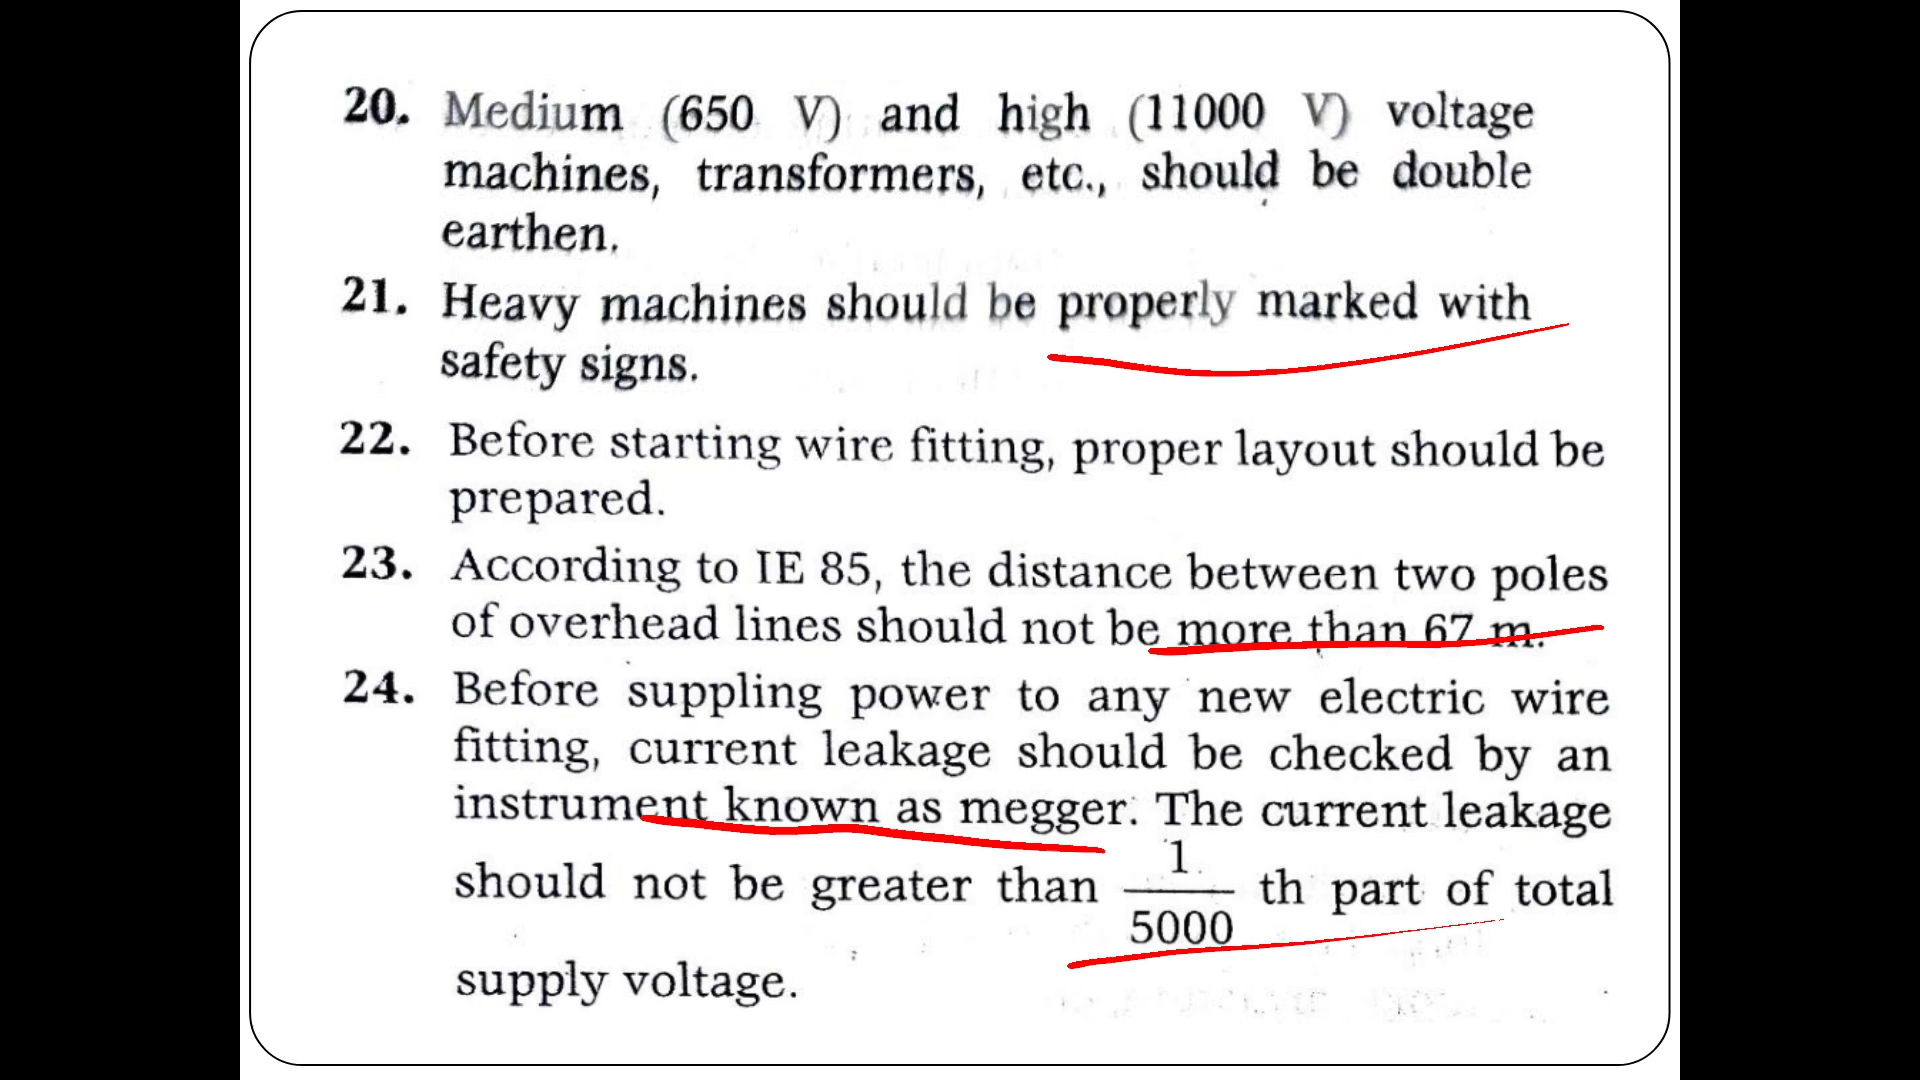 20. Medium (650 V) and high (11000 V) voltage
machines, transformers, etc., should be double
earthen.
21. Heavy machines should be properly marked with
safety signs.
22. Before starting wire fitting, proper layout should be
prepared.
23. According to IE 85, the distance between two poles
of overhead lines should not be more than 67 m.
24. Before suppling power to any new electric wire
fitting, current leakage should be checked by an
instrument known as megger. The current leakage
should not be greater than 1/5000 th part of total
supply voltage.